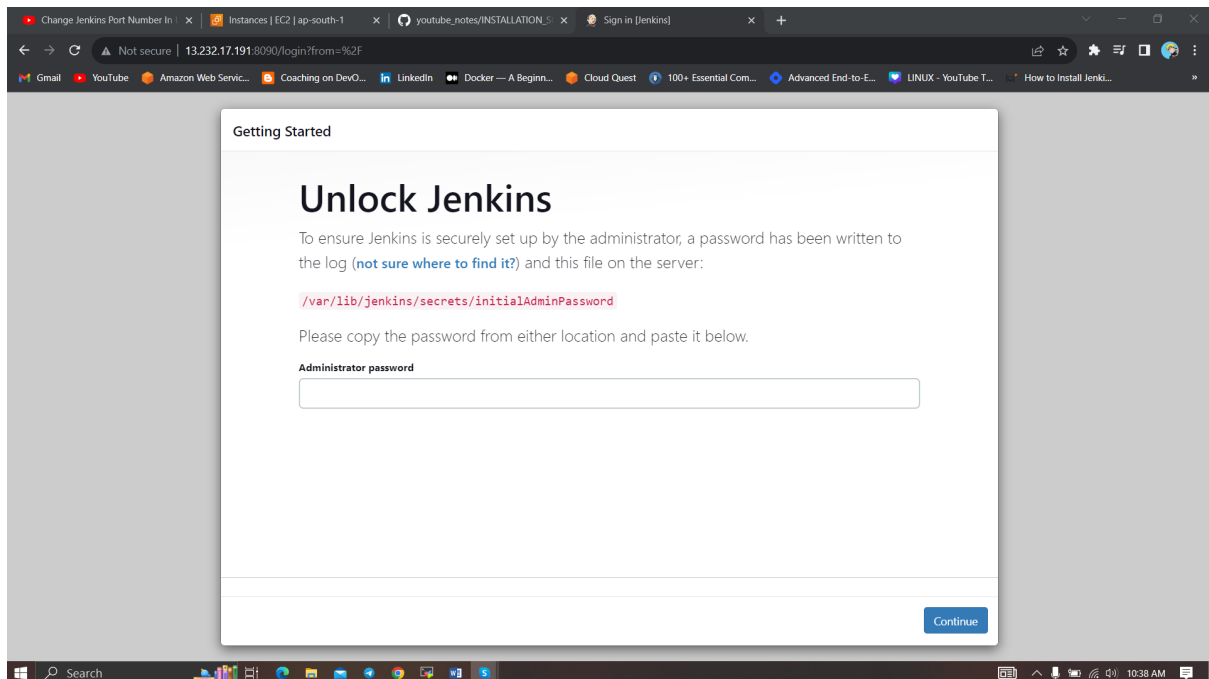 Change Jenkins Port Number In
Instances | EC2 | ap-south-1
youtube_notes/INSTALLATION_S
Sign in [Jenkins]
Not secure | 13.232.17.191:8090/login?from=%2F
Gmail
YouTube
Amazon Web Servic...
Coaching on DevO...
LinkedIn
Docker — A Beginn...
Cloud Quest
100+ Essential Com...
Advanced End-to-E...
LINUX - YouTube T...
How to Install Jenki...
»
Getting Started
Unlock Jenkins
To ensure Jenkins is securely set up by the administrator, a password has been written to
the log (not sure where to find it?) and this file on the server:
/var/lib/jenkins/secrets/initialAdminPassword
Please copy the password from either location and paste it below.
Administrator password
Continue
Search
10:38 AM